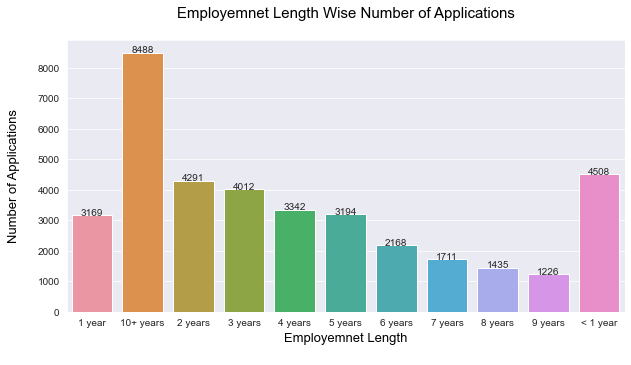 Employemnet Length Wise Number of Applications
Number of Applications
8000
7000
6000
5000
4000
3000
2000
1000
0
3169
8488
4291
4012
3342
3194
2168
1711
1435
1226
4508
1 year
10+ years
2 years
3 years
4 years
5 years
6 years
7 years
8 years
9 years
< 1 year
Employemnet Length